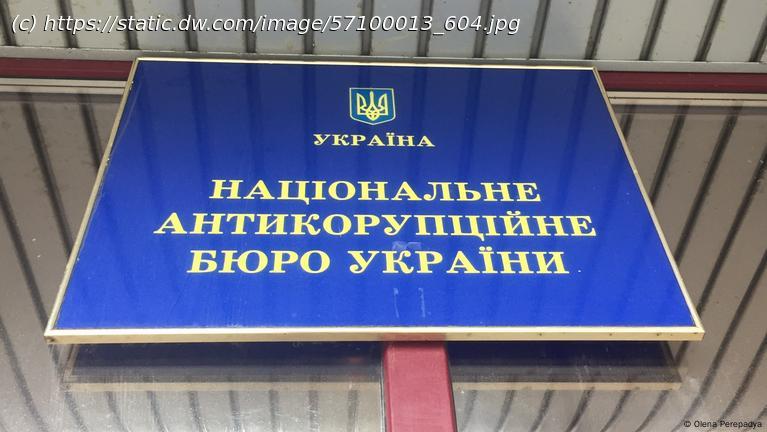 (c) https://static.dw.com/image/57100013_604.jpg
УКРАЇНА
НАЦІОНАЛЬНЕ
АНТИКОРУПЦІЙНЕ
БЮРО УКРАЇНИ
© Olena Perepadya